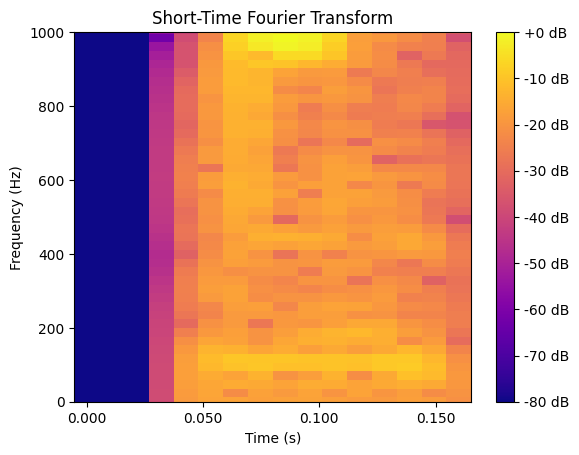 Short-Time Fourier Transform
1000
800
600
400
200
0
Frequency (Hz)
0.000
0.050
0.100
0.150
Time (s)
+0 dB
-10 dB
-20 dB
-30 dB
-40 dB
-50 dB
-60 dB
-70 dB
-80 dB